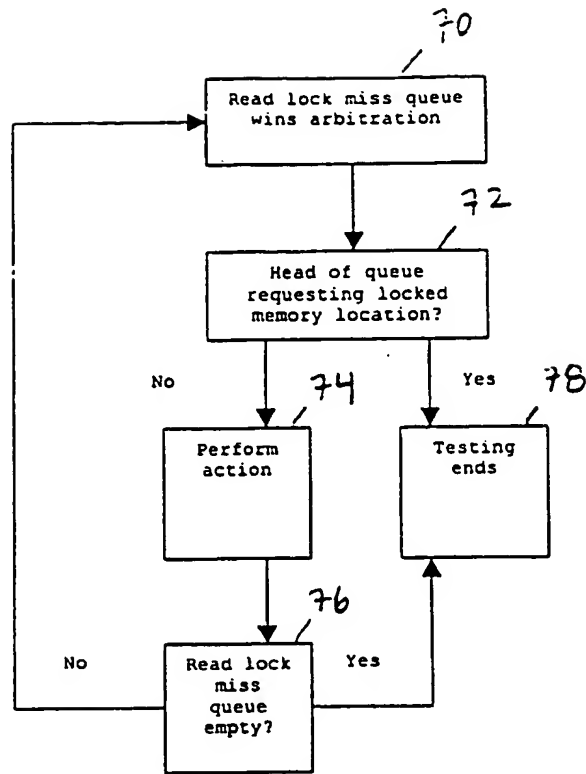 70
Read lock miss queue
wins arbitration
72
Head of queue
requesting locked
memory location?
No
Yes
74
78
Perform
action
Testing
ends
76
No
Read lock
miss
queue
empty?
Yes